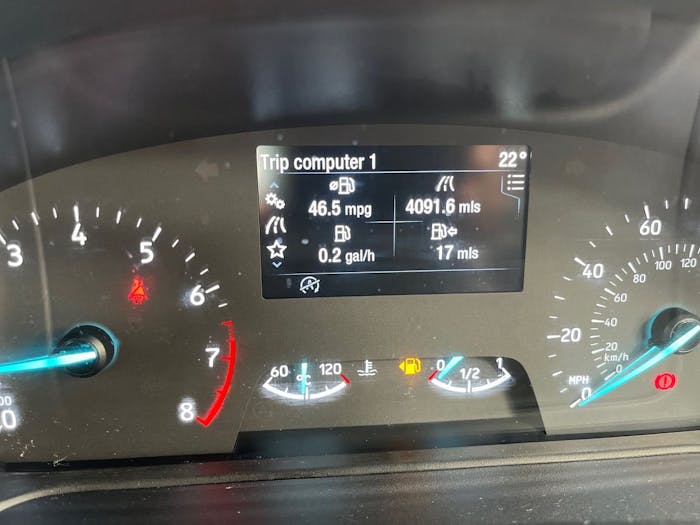 Trip computer 1 22°
46.5 mpg 4091.6 mls
0.2 gal/h 17 mls
A
3 4 5 6 7 8
60 °C 120
0 1/2 1
0 20 40 60
MPH
0 20 40 60 80 100 120
km/h